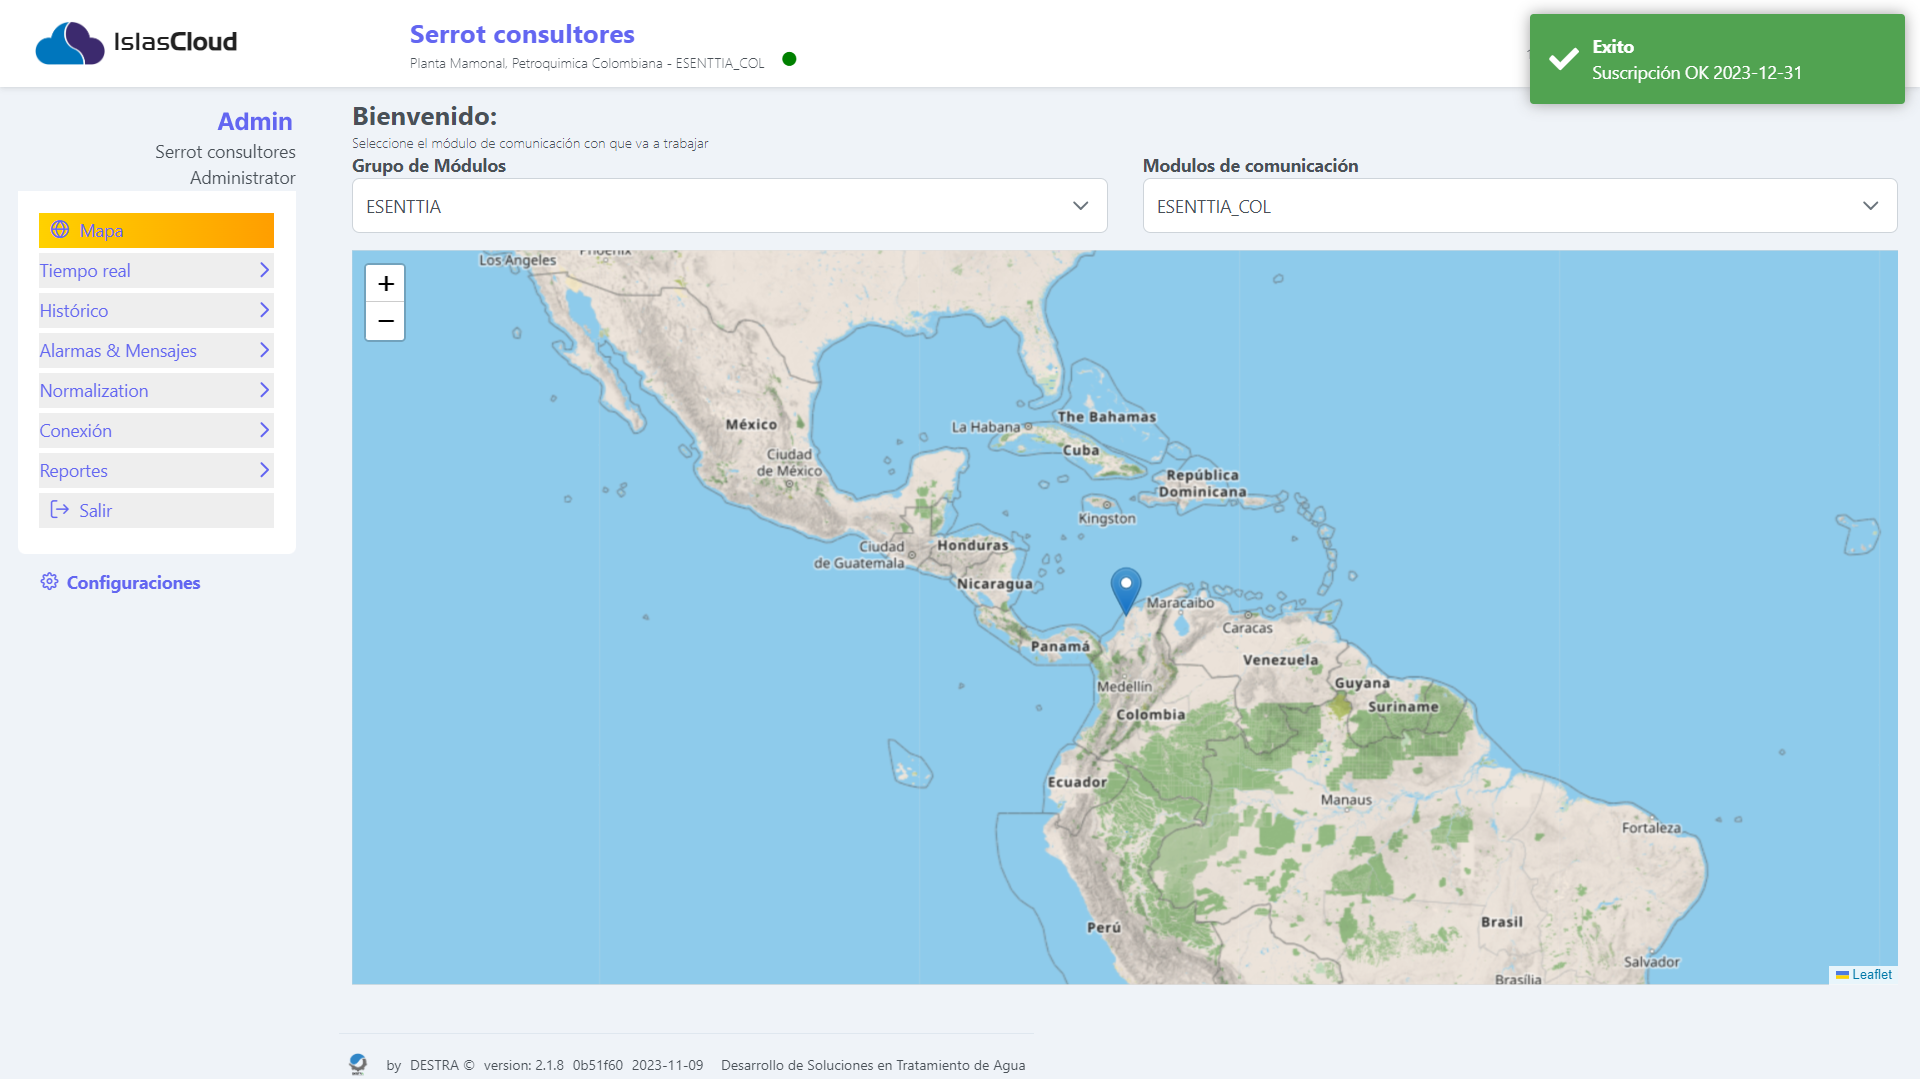 IslasCloud
Serrot consultores
Planta Mamonal, Petroquimica Colombiana - ESENTTIA_COL
Exito
Suscripción OK 2023-12-31
Admin
Serrot consultores
Administrator
Mapa
Tiempo real
Histórico
Alarmas & Mensajes
Normalization
Conexión
Reportes
Salir
Configuraciones
Bienvenido:
Seleccione el módulo de comunicación con que va a trabajar
Grupo de Módulos
ESENTTIA
Modulos de comunicación
ESENTTIA_COL
+
−
Los Angeles
Phoenix
México
Ciudad
de México
La Habana
The Bahamas
Cuba
República
Dominicana
Kingston
Ciudad
de Guatemala
Honduras
Nicaragua
Maracaibo
Caracas
Panamá
Venezuela
Medellín
Guyana
Colombia
Suriname
Ecuador
Manaus
Fortaleza
Perú
Brasil
Salvador
Brasília
Leaflet
by DESTRA © version: 2.1.8 0b51f60 2023-11-09 Desarrollo de Soluciones en Tratamiento de Agua